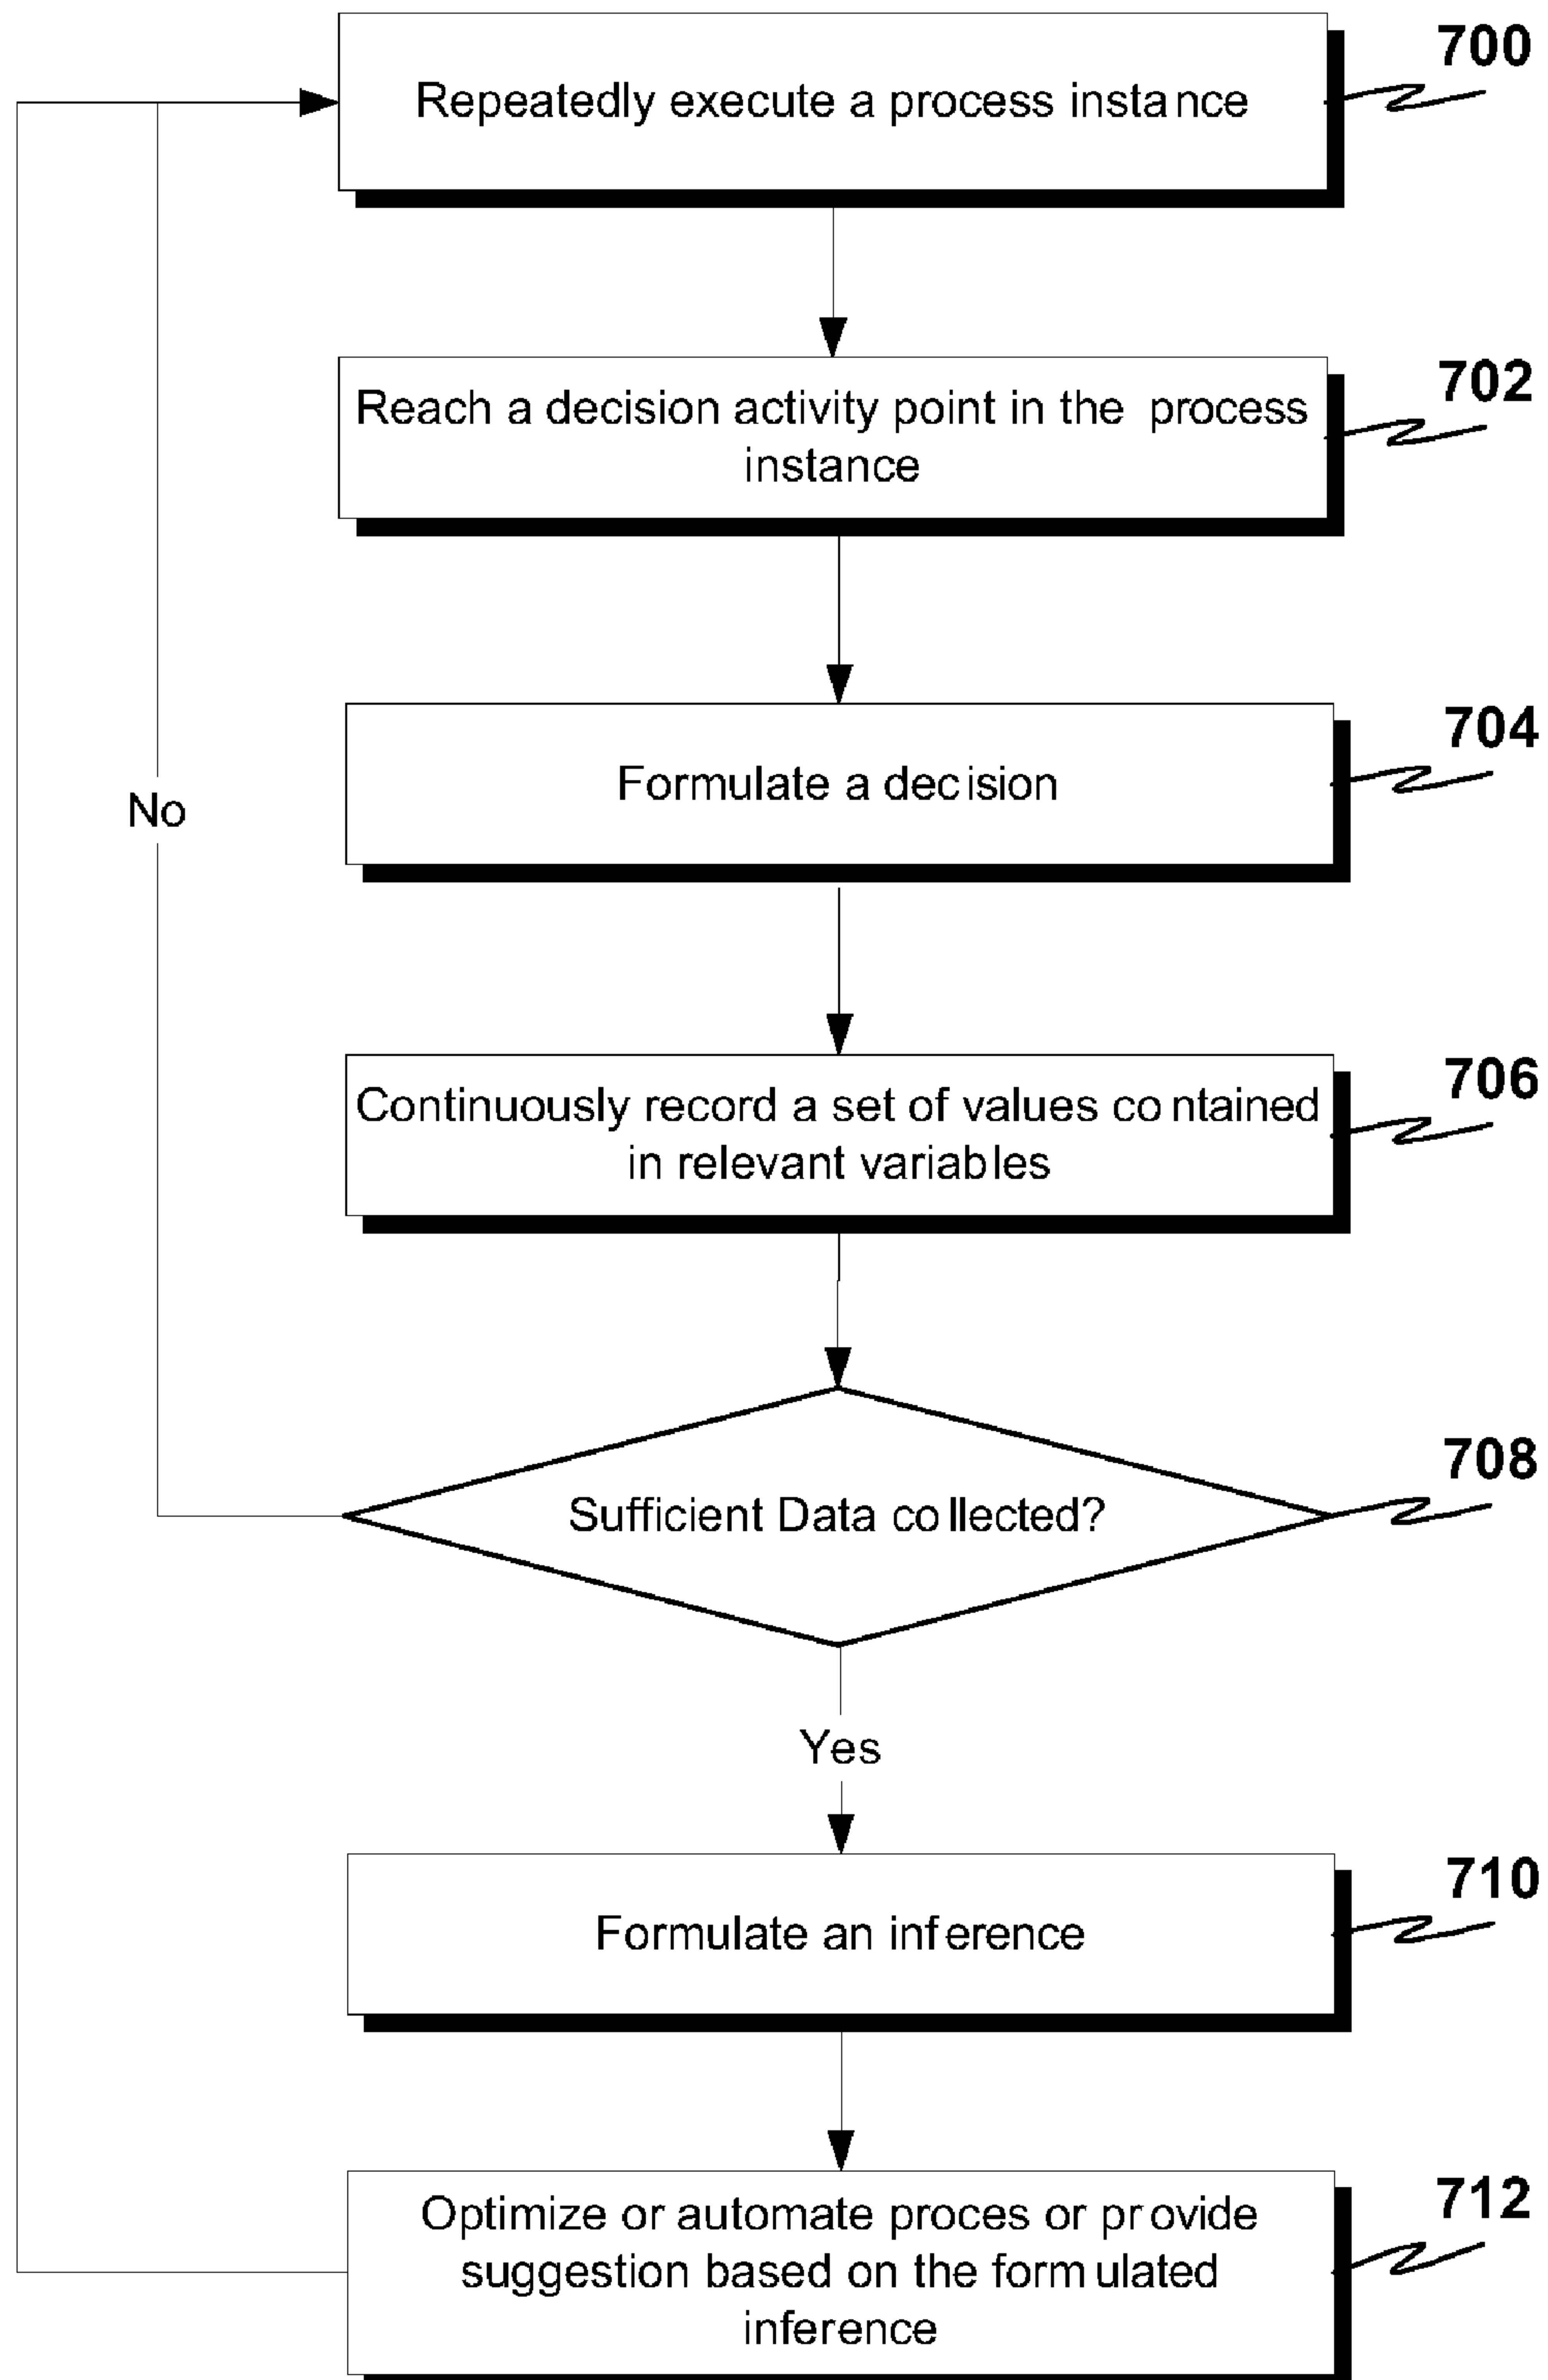 700
Repeatedly execute a process instance
702
Reach a decision activity point in the process
instance
704
Formulate a decision
No
706
Continuously record a set of values contained
in relevant variables
708
Sufficient Data collected?
Yes
710
Formulate an inference
712
Optimize or automate proces or provide
suggestion based on the formulated
inference